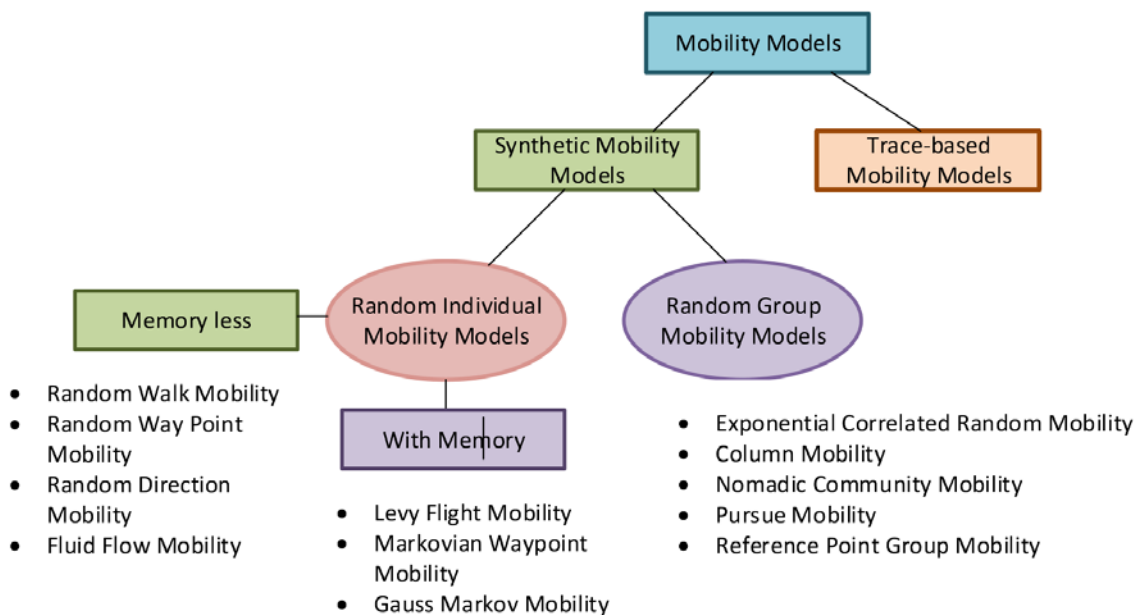 Mobility Models
Synthetic Mobility
Models
Trace-based
Mobility Models
Memory less
Random Individual
Mobility Models
Random Group
Mobility Models
• Random Walk Mobility
• Random Way Point
Mobility
• Random Direction
Mobility
• Fluid Flow Mobility
With Memory
• Levy Flight Mobility
• Markovian Waypoint
Mobility
• Gauss Markov Mobility
• Exponential Correlated Random Mobility
• Column Mobility
• Nomadic Community Mobility
• Pursue Mobility
• Reference Point Group Mobility